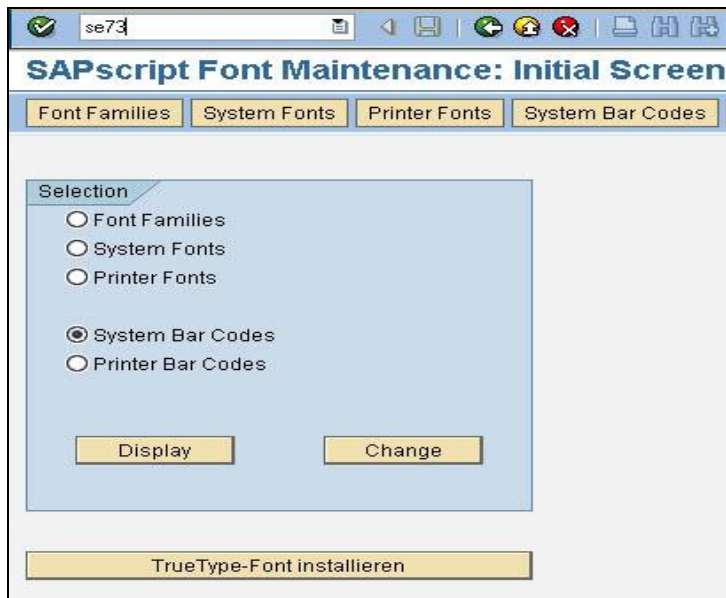 se73
SAPscript Font Maintenance: Initial Screen
Font Families System Fonts Printer Fonts System Bar Codes
Selection
Font Families
System Fonts
Printer Fonts
System Bar Codes
Printer Bar Codes
Display Change
TrueType-Font installieren